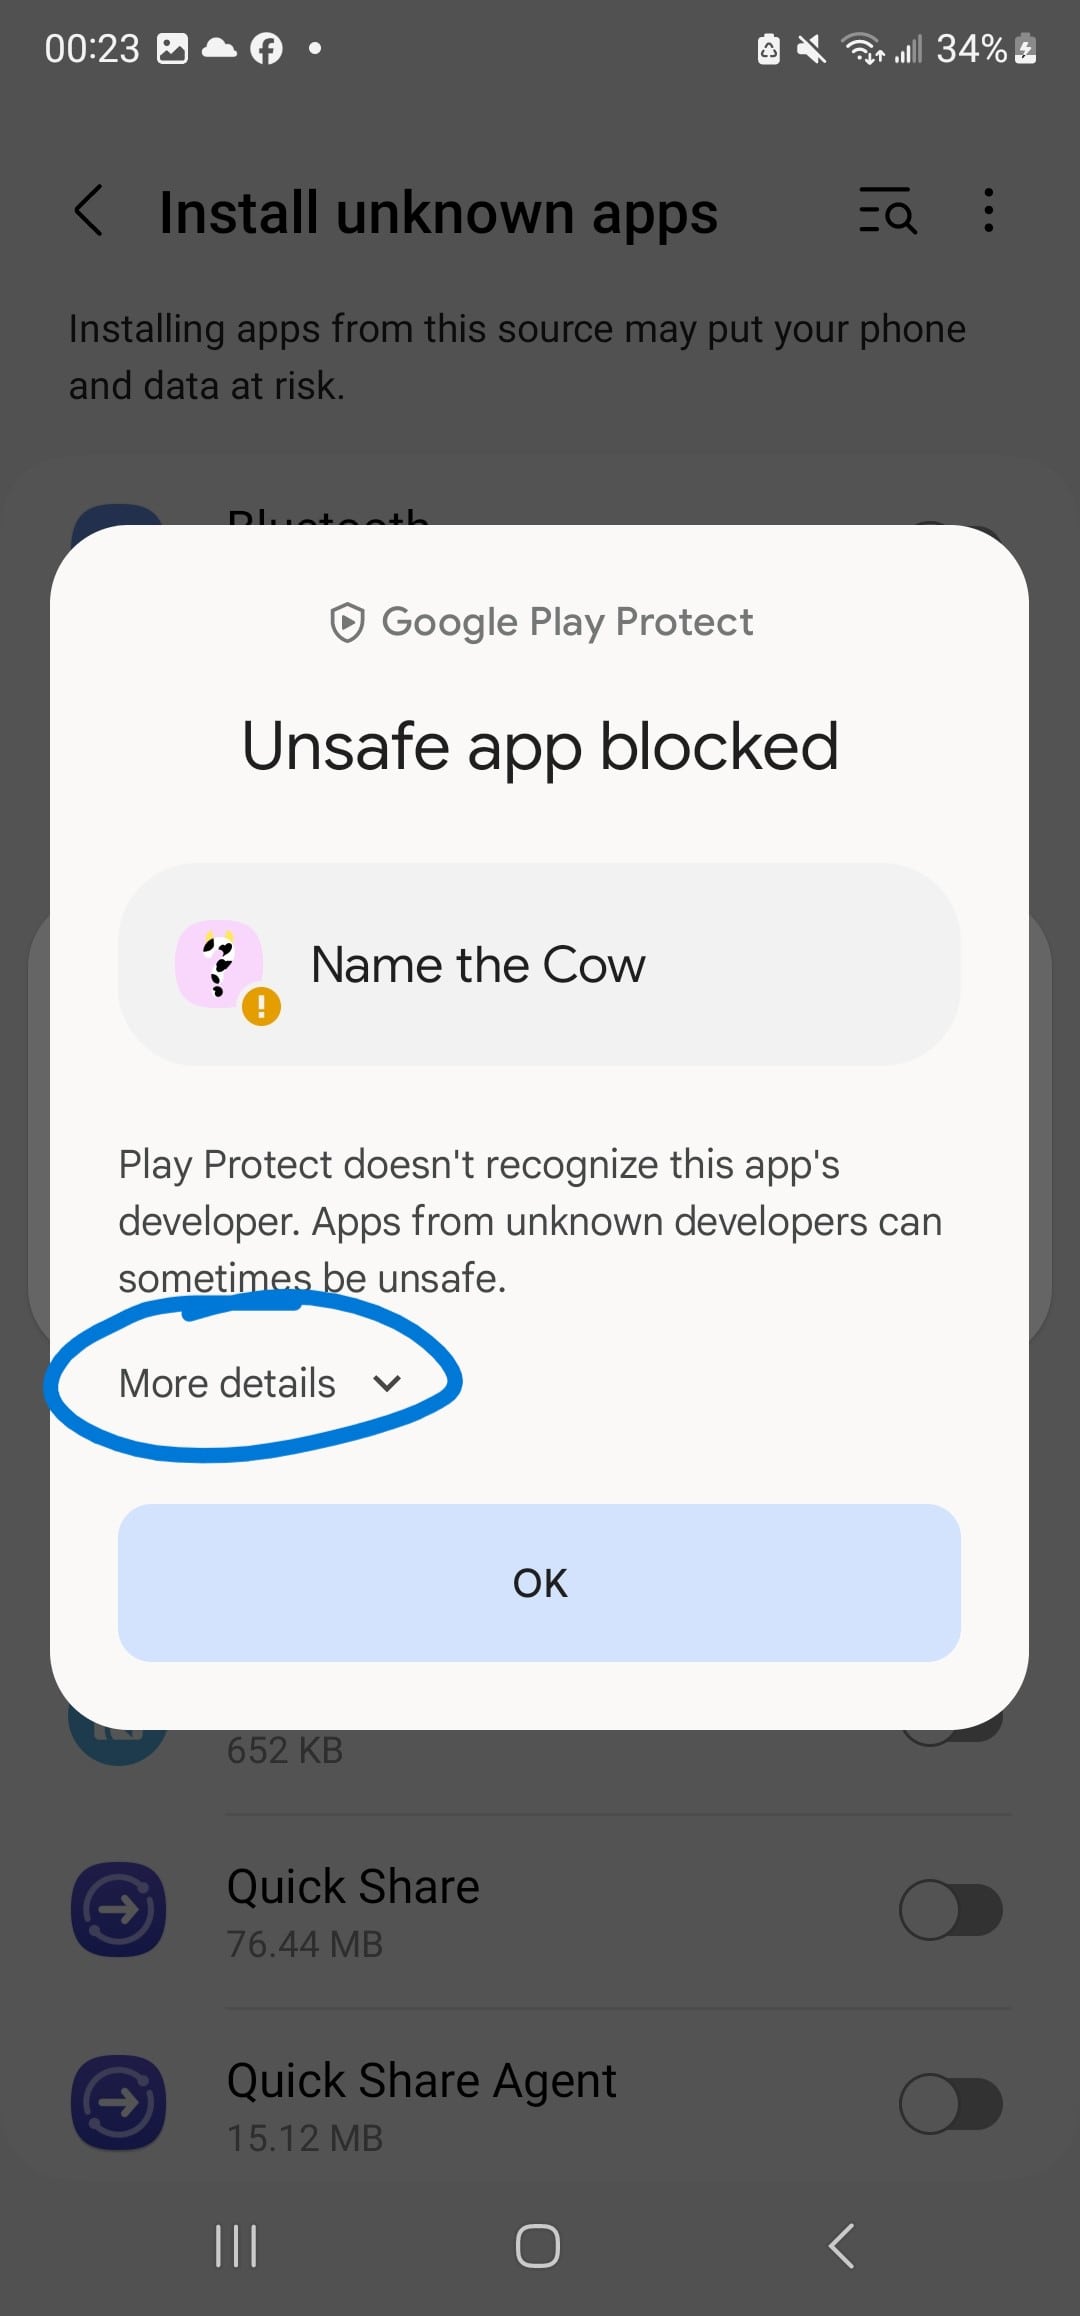 00:23
34%
Install unknown apps
Installing apps from this source may put your phone
and data at risk.
Bluetooth
Google Play Protect
Unsafe app blocked
Name the Cow
Play Protect doesn't recognize this app's
developer. Apps from unknown developers can
sometimes be unsafe.
More details
OK
652 KB
Quick Share
76.44 MB
Quick Share Agent
15.12 MB